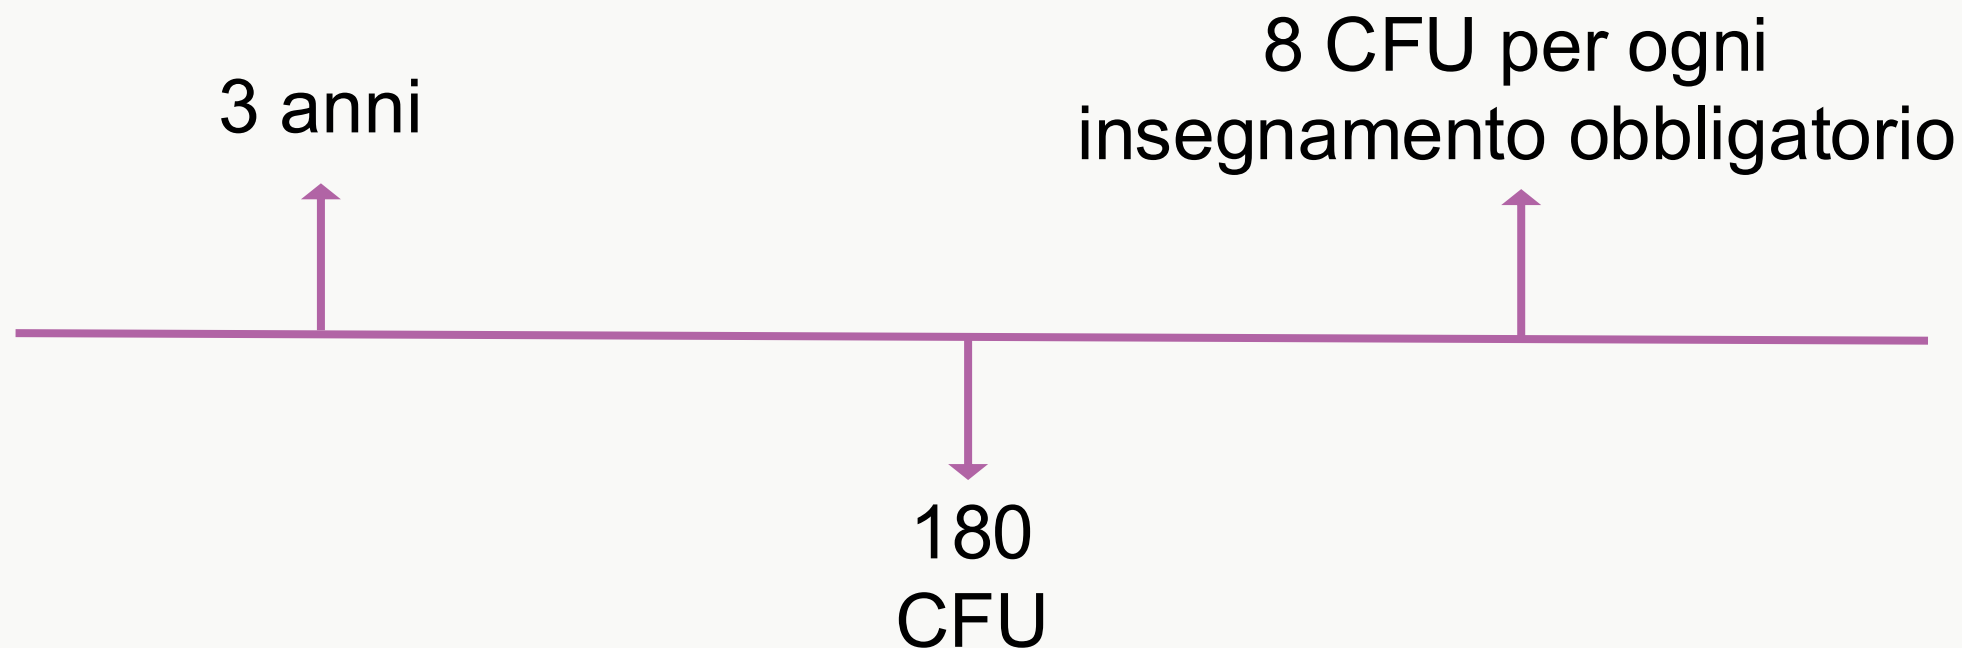 3 anni
8 CFU per ogni
insegnamento obbligatorio
180
CFU